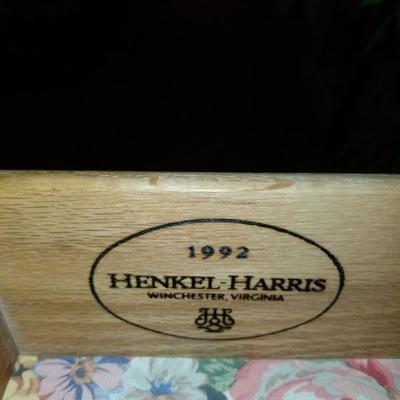 1992
HENKEL-HARRIS
WINCHESTER, VIRGINIA